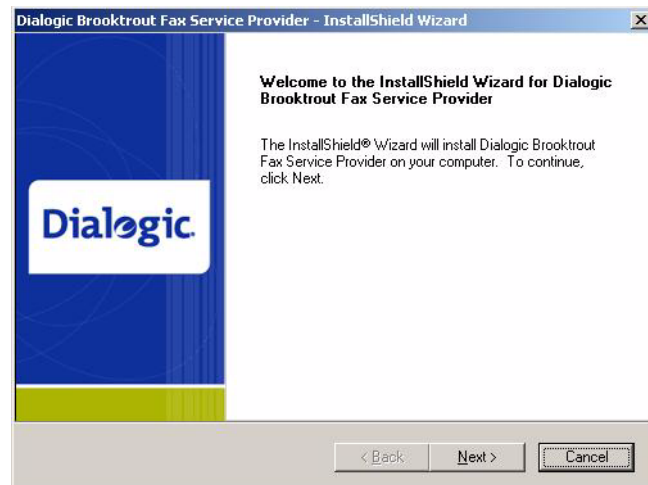 Dialogic Brooktrout Fax Service Provider - InstallShield Wizard
Welcome to the InstallShield Wizard for Dialogic
Brooktrout Fax Service Provider
The InstallShield® Wizard will install Dialogic Brooktrout
Fax Service Provider on your computer. To continue,
click Next.
Dialogic.
< Back
Next >
Cancel